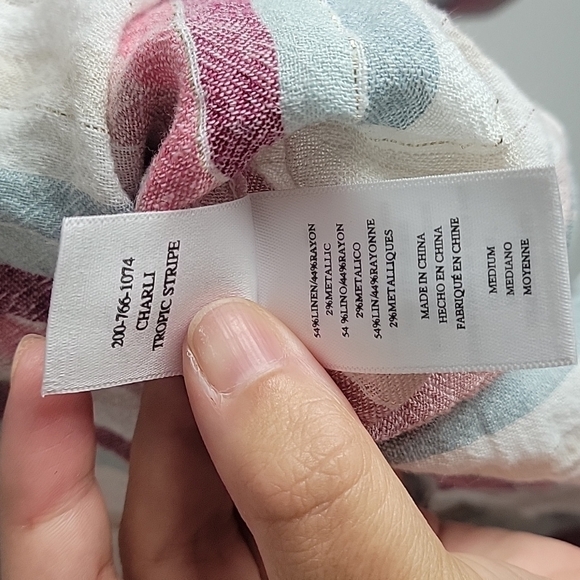 200-766-1074
CHARLI
TROPIC STRIPE
54%LINEN/44%RAYON
2%METALLIC
54 %LINO/44%RAYON
2%METALICO
54%LIN/44%RAYONNE
2%METALLIQUES
MADE IN CHINA
HECHO EN CHINA
FABRIQUÉ EN CHINE
MEDIUM
MEDIANO
MOYENNE